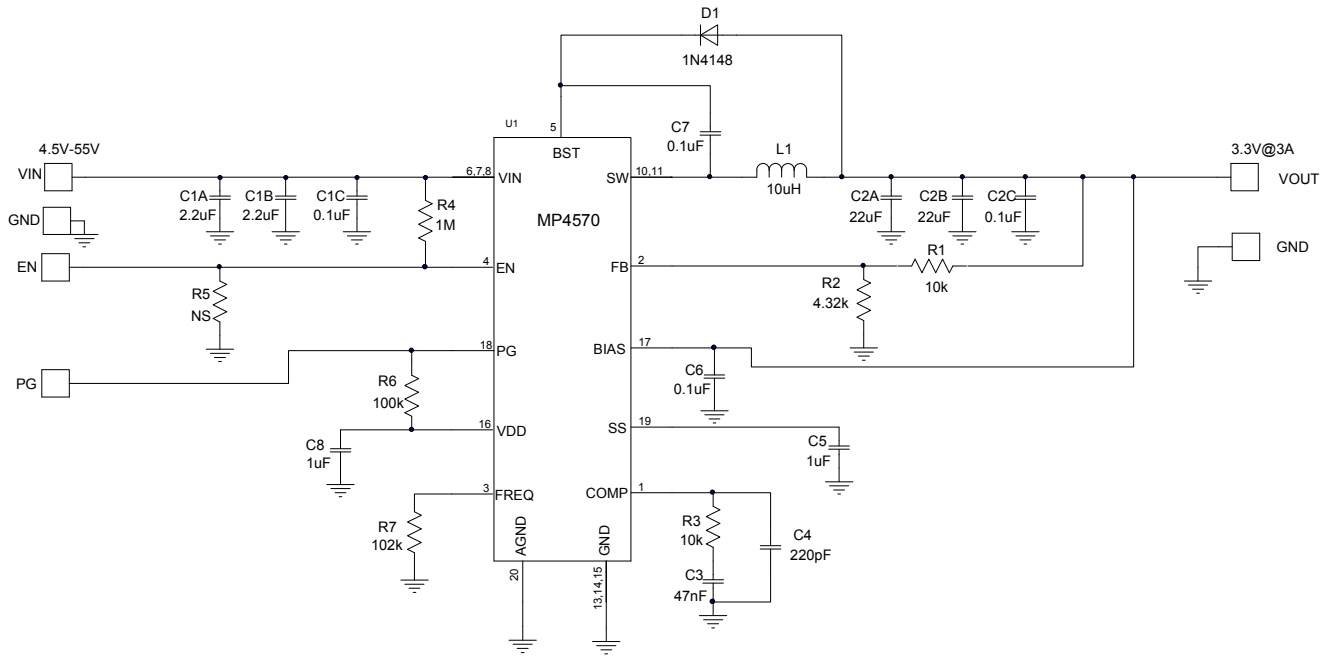 D1
1N4148
U1
5
BST
C7
0.1uF
L1
10uH
4.5V-55V
VIN
6,7,8
VIN
SW
10,11
3.3V@3A
VOUT
C1A
2.2uF
C1B
2.2uF
C1C
0.1uF
R4
1M
MP4570
C2A
22uF
C2B
22uF
C2C
0.1uF
GND
GND
EN
4
EN
FB
2
R1
10k
R2
4.32k
R5
NS
18
PG
BIAS
17
PG
R6
100k
C6
0.1uF
16
VDD
SS
19
C8
1uF
C5
1uF
3
FREQ
COMP
1
R7
102k
AGND
GND
20
13,14,15
R3
10k
C4
220pF
C3
47nF